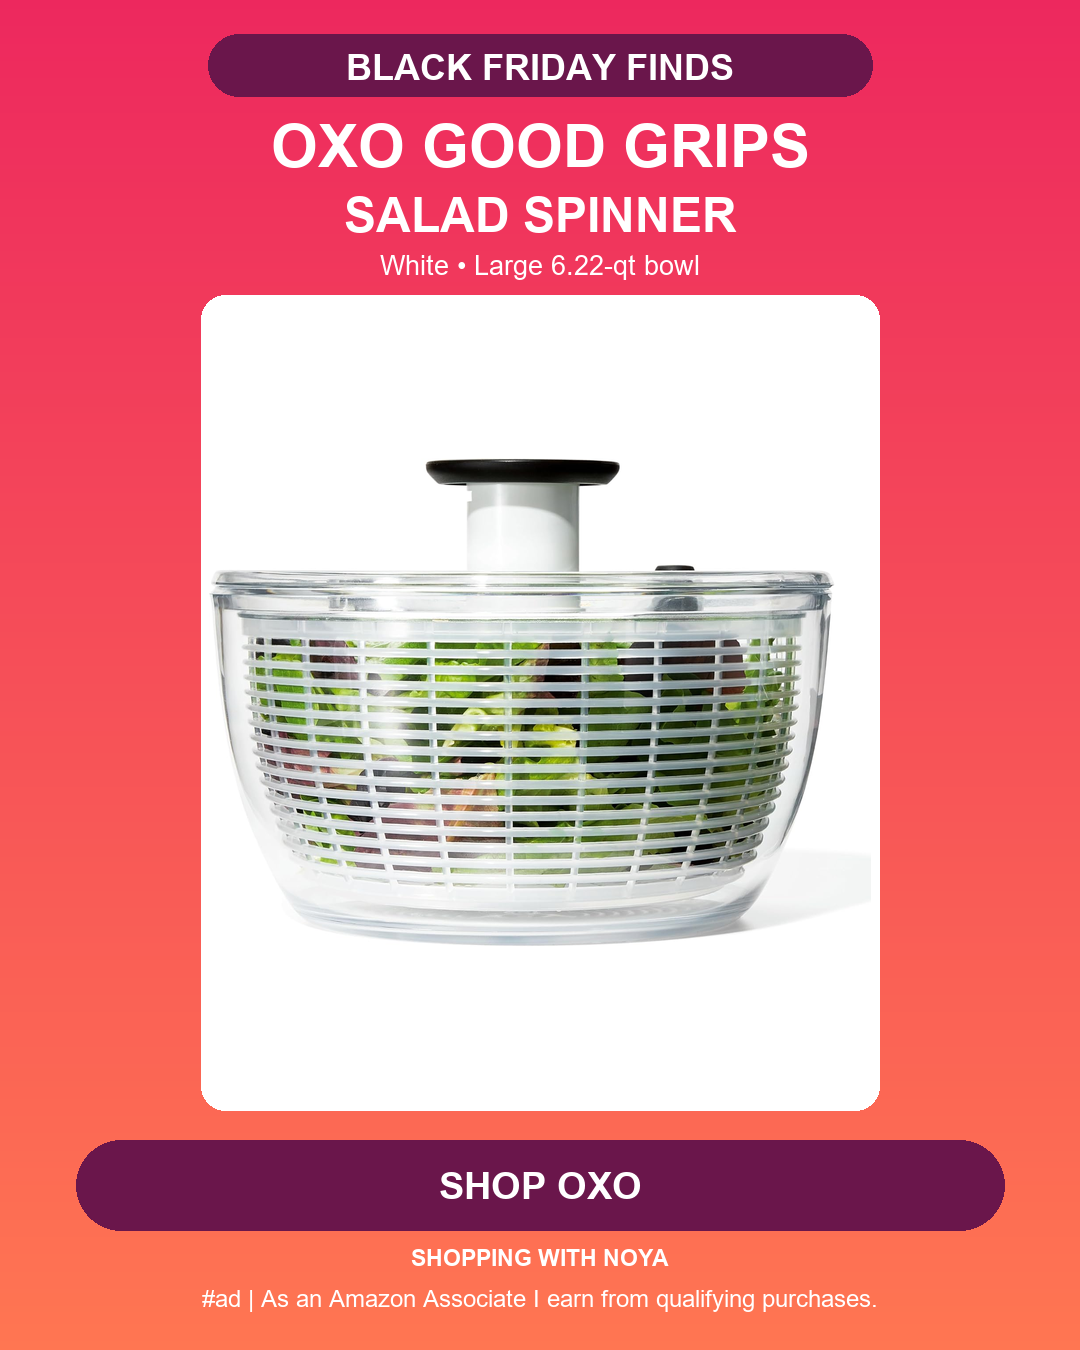 BLACK FRIDAY FINDS
OXO GOOD GRIPS
SALAD SPINNER
White • Large 6.22-qt bowl
SHOP OXO
SHOPPING WITH NOYA
#ad | As an Amazon Associate I earn from qualifying purchases.